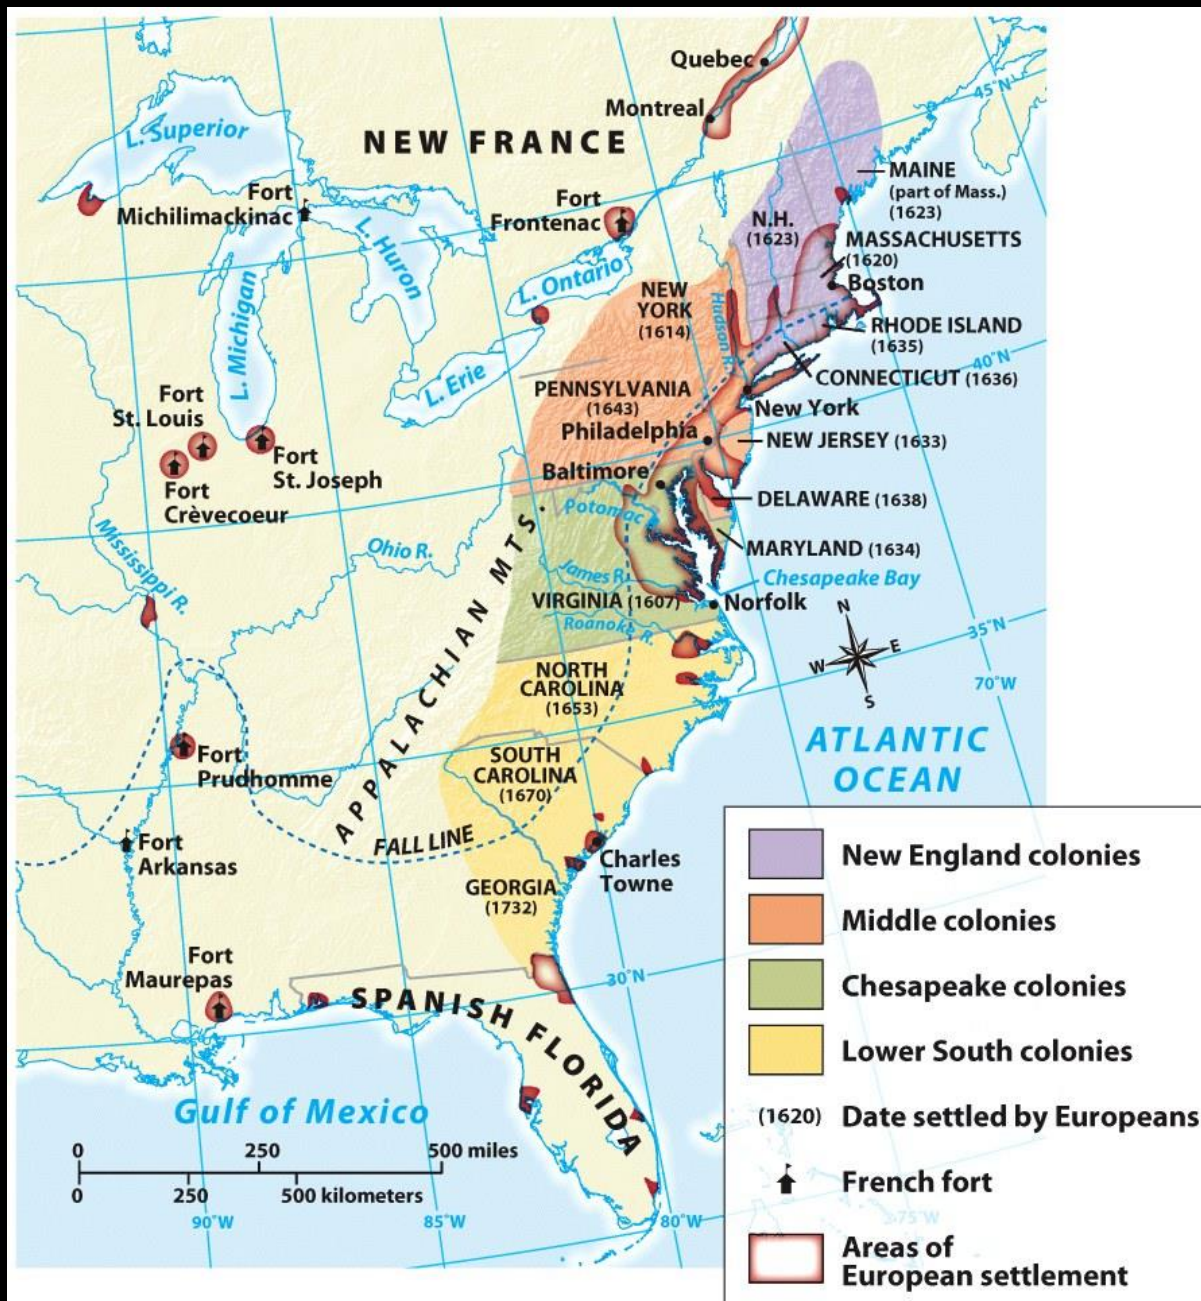 Quebec
Montreal
45°N
L. Superior
NEW FRANCE
MAINE
(part of Mass.)
(1623)
Fort
Michilimackinac
Fort
Frontenac
N.H.
(1623)
L. Huron
MASSACHUSETTS
(1620)
Boston
L. Ontario
NEW
YORK
(1614)
Hudson R.
L. Michigan
RHODE ISLAND
(1635)
40°N
L. Erie
CONNECTICUT (1636)
PENNSYLVANIA
(1643)
New York
Fort
St. Louis
Philadelphia
NEW JERSEY (1633)
Fort
St. Joseph
Baltimore
Fort
Crèvecoeur
DELAWARE (1638)
Potomac
Mississippi R.
Ohio R.
MARYLAND (1634)
James R.
Chesapeake Bay
VIRGINIA (1607)
Norfolk
Roanoke R.
N
W E
S
35°N
APPALACHIAN MTS.
NORTH
CAROLINA
(1653)
70°W
ATLANTIC
OCEAN
Fort
Prudhomme
SOUTH
CAROLINA
(1670)
FALL LINE
Fort
Arkansas
Charles
Towne
GEORGIA
(1732)
Fort
Maurepas
30°N
SPANISH FLORIDA
Gulf of Mexico
0 250 500 miles
0 250 500 kilometers
90°W
85°W
80°W
75°W
New England colonies
Middle colonies
Chesapeake colonies
Lower South colonies
(1620) Date settled by Europeans
French fort
Areas of
European settlement